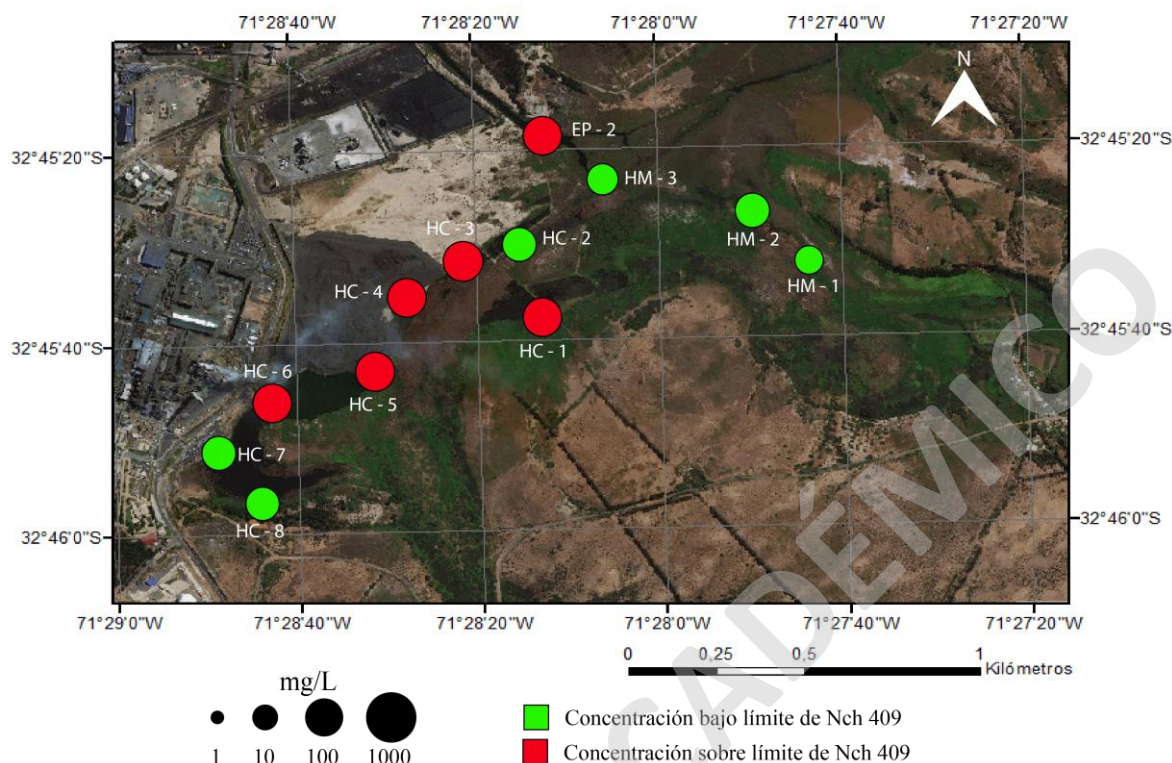 71°28'40"W 71°28'20"W 71°28'0"W 71°27'40"W 71°27'20"W
N
32°45'20"S EP - 2 32°45'20"S
HM - 3
HC - 3 HC - 2 HM - 2
HC - 4 HM - 1
32°45'40"S HC - 1 32°45'40"S
HC - 6
HC - 5
HC - 7
32°46'0"S HC - 8 32°46'0"S
71°29'0"W 71°28'40"W 71°28'20"W 71°28'0"W 71°27'40"W 71°27'20"W
0 0,25 0,5 1
Kilómetros
mg/L
1 10 100 1000
Concentración bajo límite de Nch 409
Concentración sobre límite de Nch 409
CADÉMICO